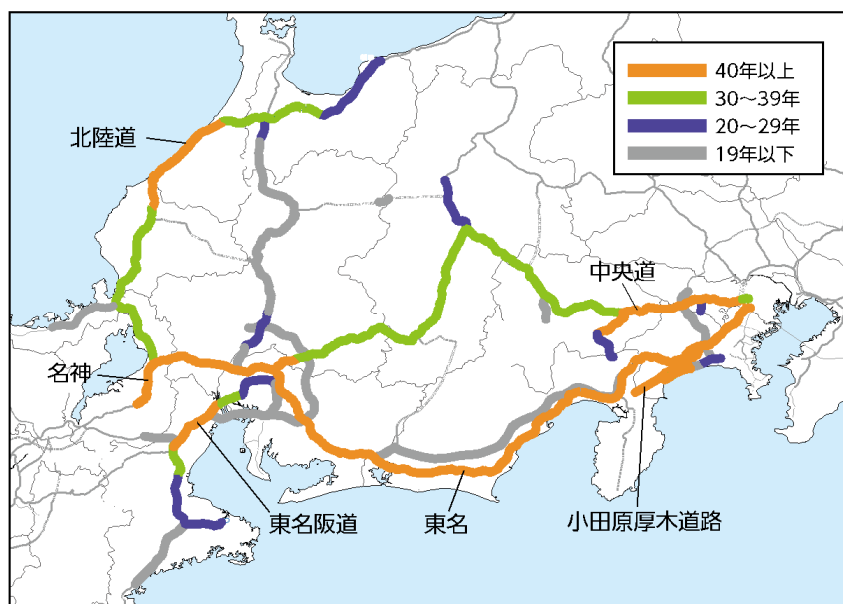 40年以上
30〜39年
20〜29年
19年以下
北陸道
中央道
名神
東名阪道
東名
小田原厚木道路